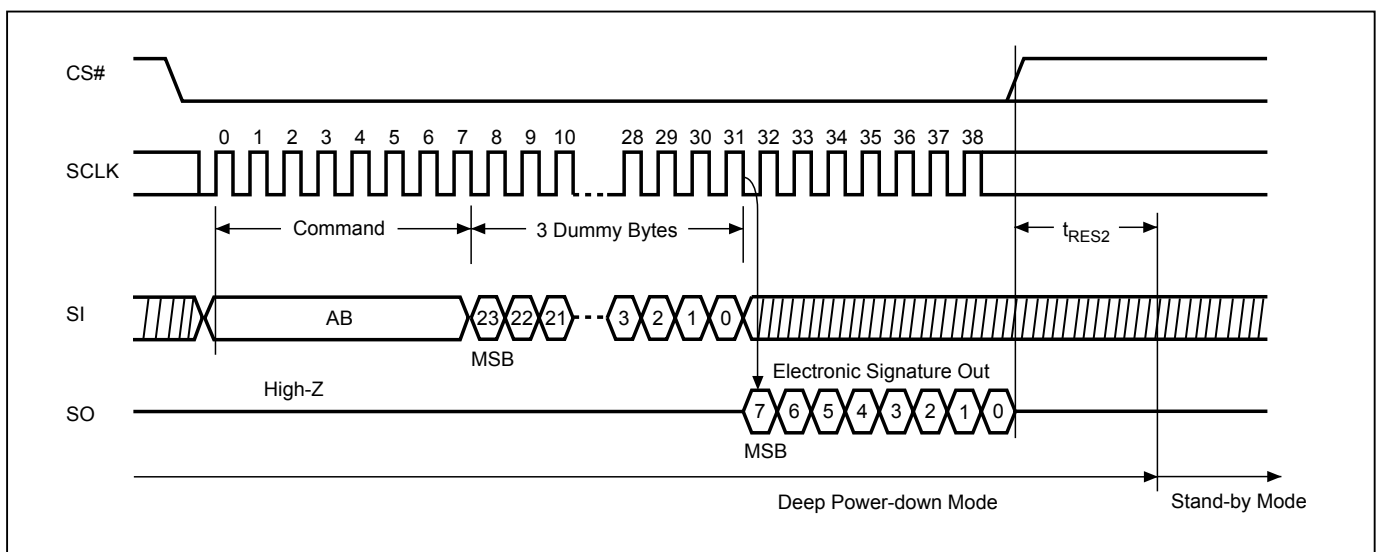 CS#
0 1 2 3 4 5 6 7 8 9 10 28 29 30 31 32 33 34 35 36 37 38
SCLK
Command 3 Dummy Bytes tRES2
SI AB 23 22 21 3 2 1 0
MSB
Electronic Signature Out
High-Z
SO 7 6 5 4 3 2 1 0
MSB
Deep Power-down Mode Stand-by Mode